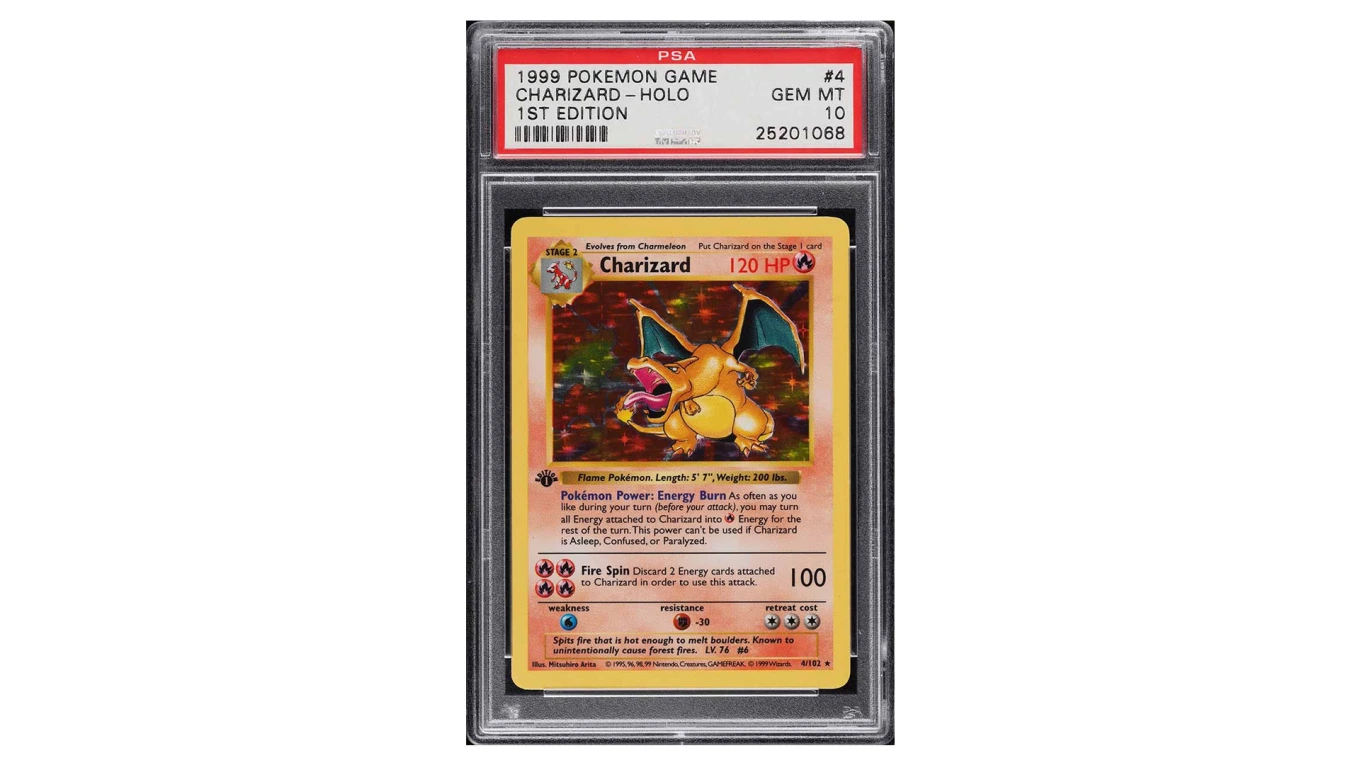 PSA
1999 POKEMON GAME #4
CHARIZARD – HOLO GEM MT
1ST EDITION 10
25201068
Evolves from Charmeleon Put Charizard on the Stage 1 card
STAGE 2
Charizard 120 HP
EDITION
1
Flame Pokémon. Length: 5' 7", Weight: 200 lbs.
Pokémon Power: Energy Burn As often as you
like during your turn (before your attack), you may turn
all Energy attached to Charizard into Energy for the
rest of the turn. This power can't be used if Charizard
is Asleep, Confused, or Paralyzed.
Fire Spin Discard 2 Energy cards attached
to Charizard in order to use this attack. 100
weakness resistance retreat cost
-30
Spits fire that is hot enough to melt boulders. Known to
unintentionally cause forest fires. LV. 76 #6
Illus. Mitsuhiro Arita © 1995, 96, 98, 99 Nintendo, Creatures, GAMEFREAK. © 1999 Wizards. 4/102 ★